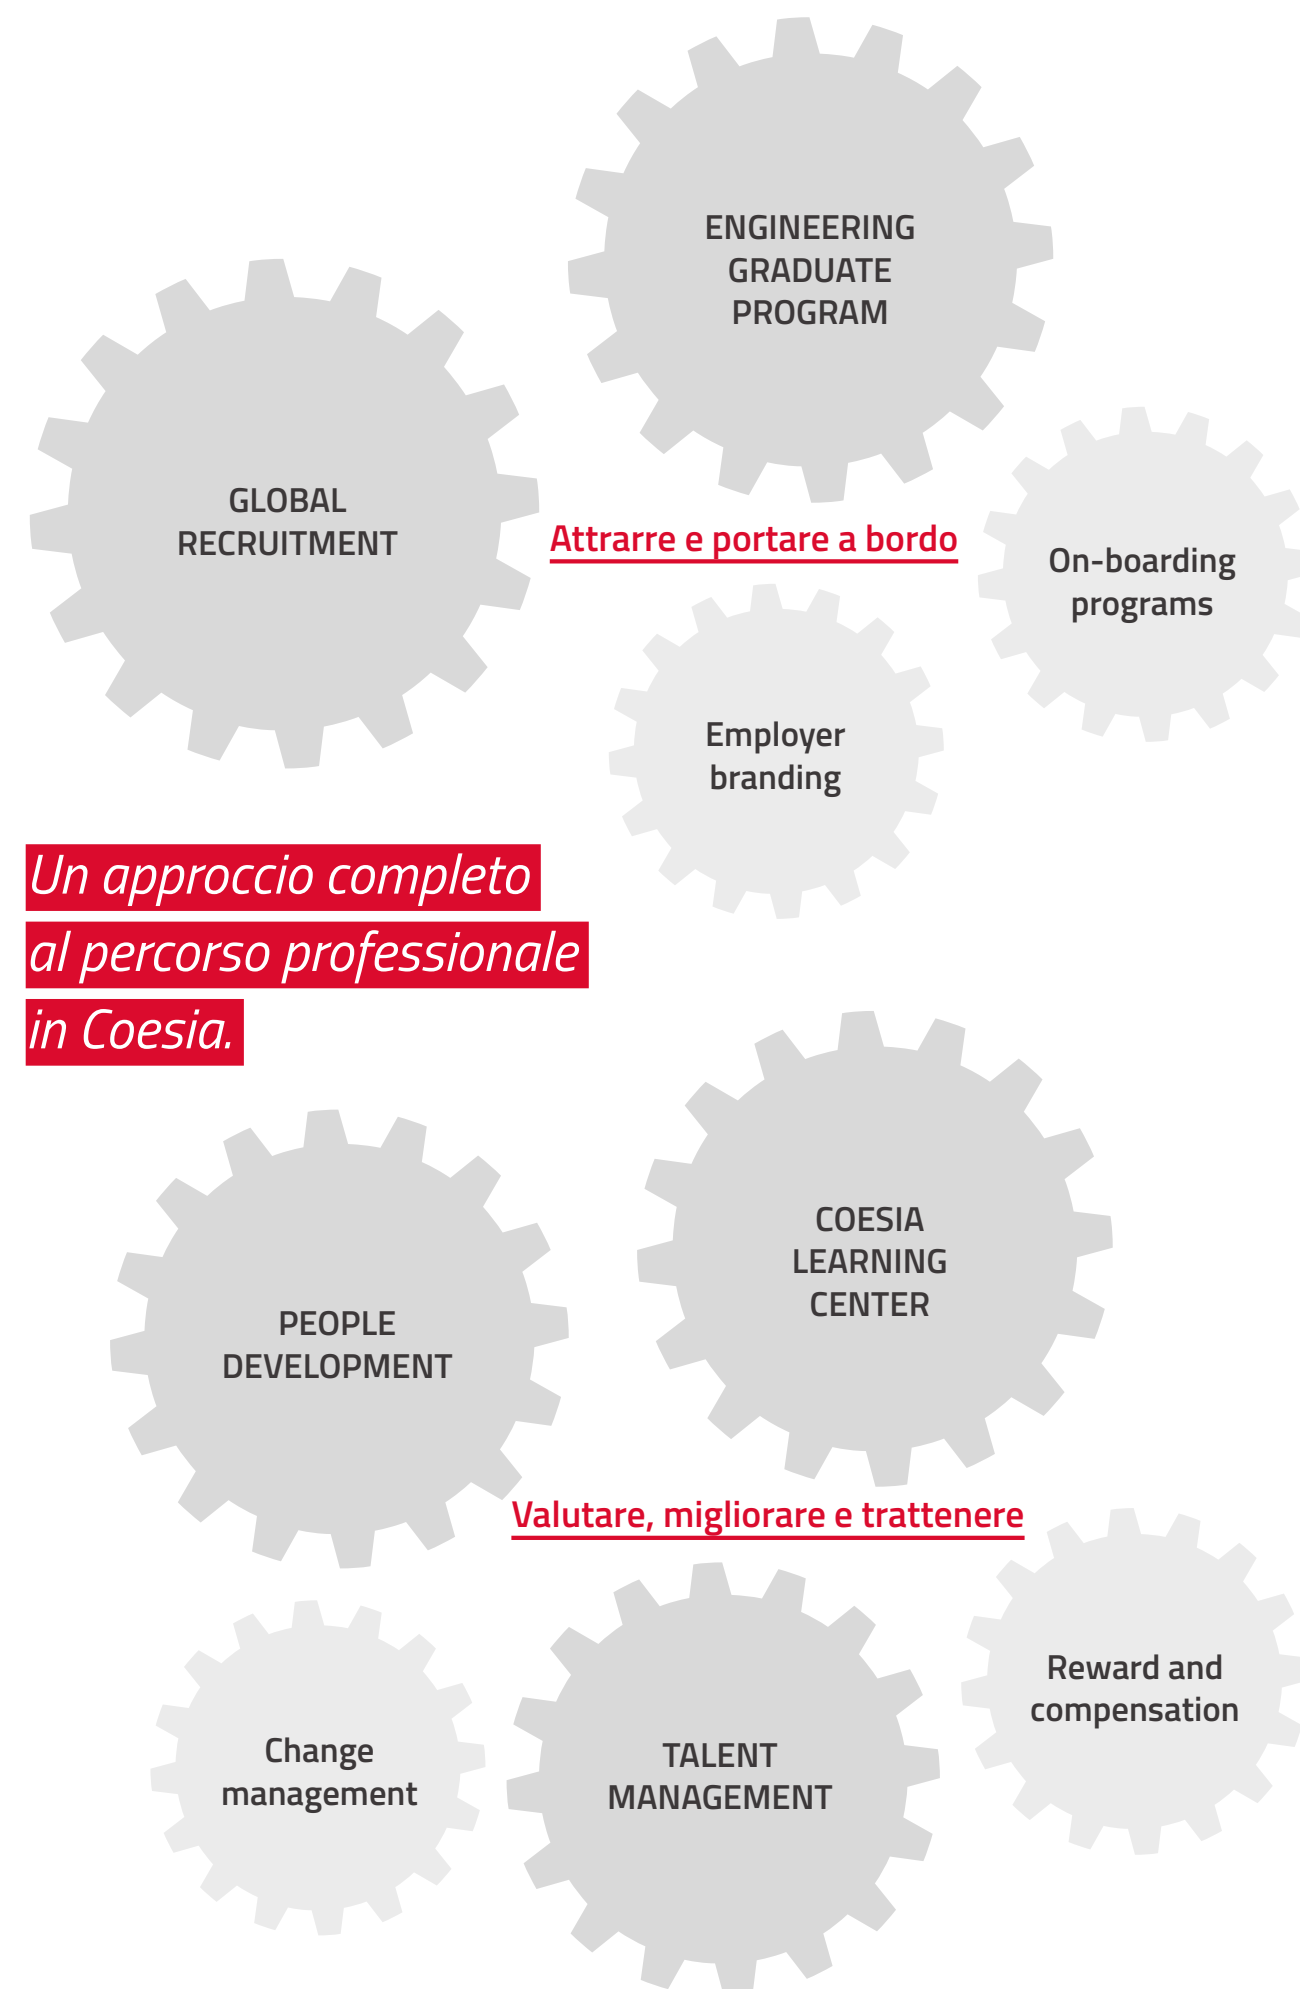 ENGINEERING
GRADUATE
PROGRAM
GLOBAL
RECRUITMENT
Attrarre e portare a bordo
On-boarding
programs
Employer
branding
Un approccio completo
al percorso professionale
in Coesia.
COESIA
LEARNING
CENTER
PEOPLE
DEVELOPMENT
Valutare, migliorare e trattenere
Reward and
compensation
Change
management
TALENT
MANAGEMENT